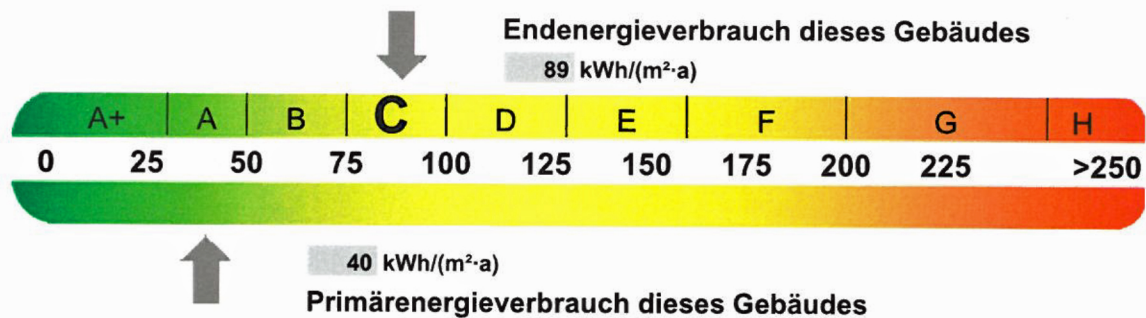 Endenergieverbrauch dieses Gebäudes
89 kWh/(m²·a)
A+ A B C D E F G H
0 25 50 75 100 125 150 175 200 225 >250
40 kWh/(m²·a)
Primärenergieverbrauch dieses Gebäudes